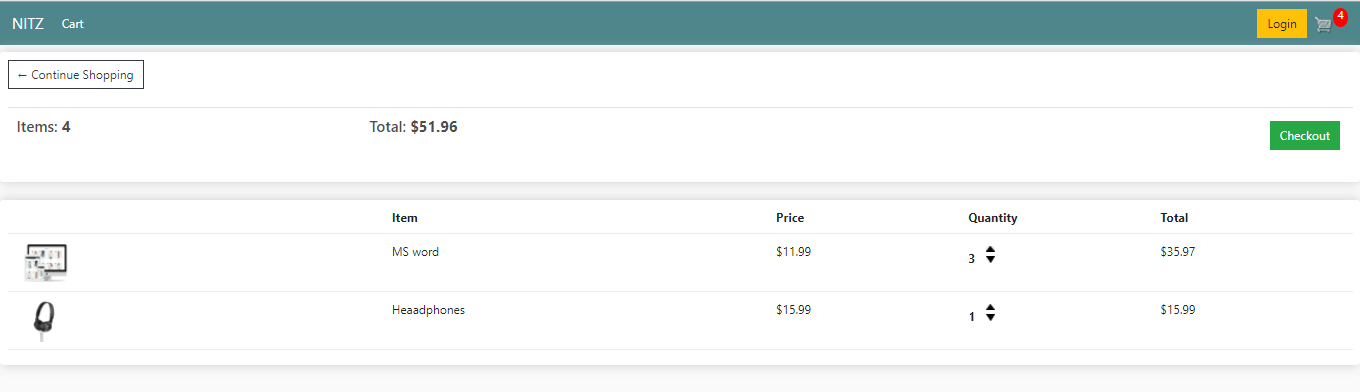 NITZ Cart Login 4
← Continue Shopping
Items: 4 Total: $51.96 Checkout
Item Price Quantity Total
MS word $11.99 3 $35.97
Heaadphones $15.99 1 $15.99